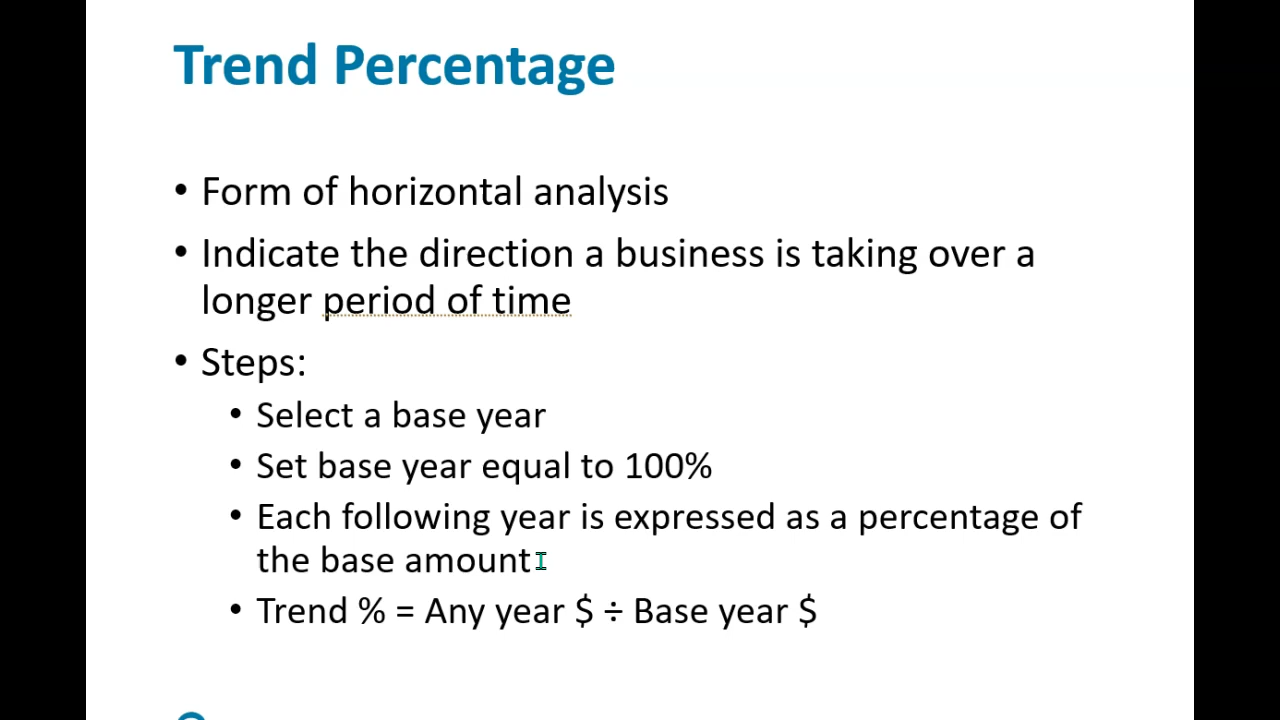 Trend Percentage
• Form of horizontal analysis
• Indicate the direction a business is taking over a
longer period of time
• Steps:
• Select a base year
• Set base year equal to 100%
• Each following year is expressed as a percentage of
the base amount
• Trend % = Any year $ ÷ Base year $